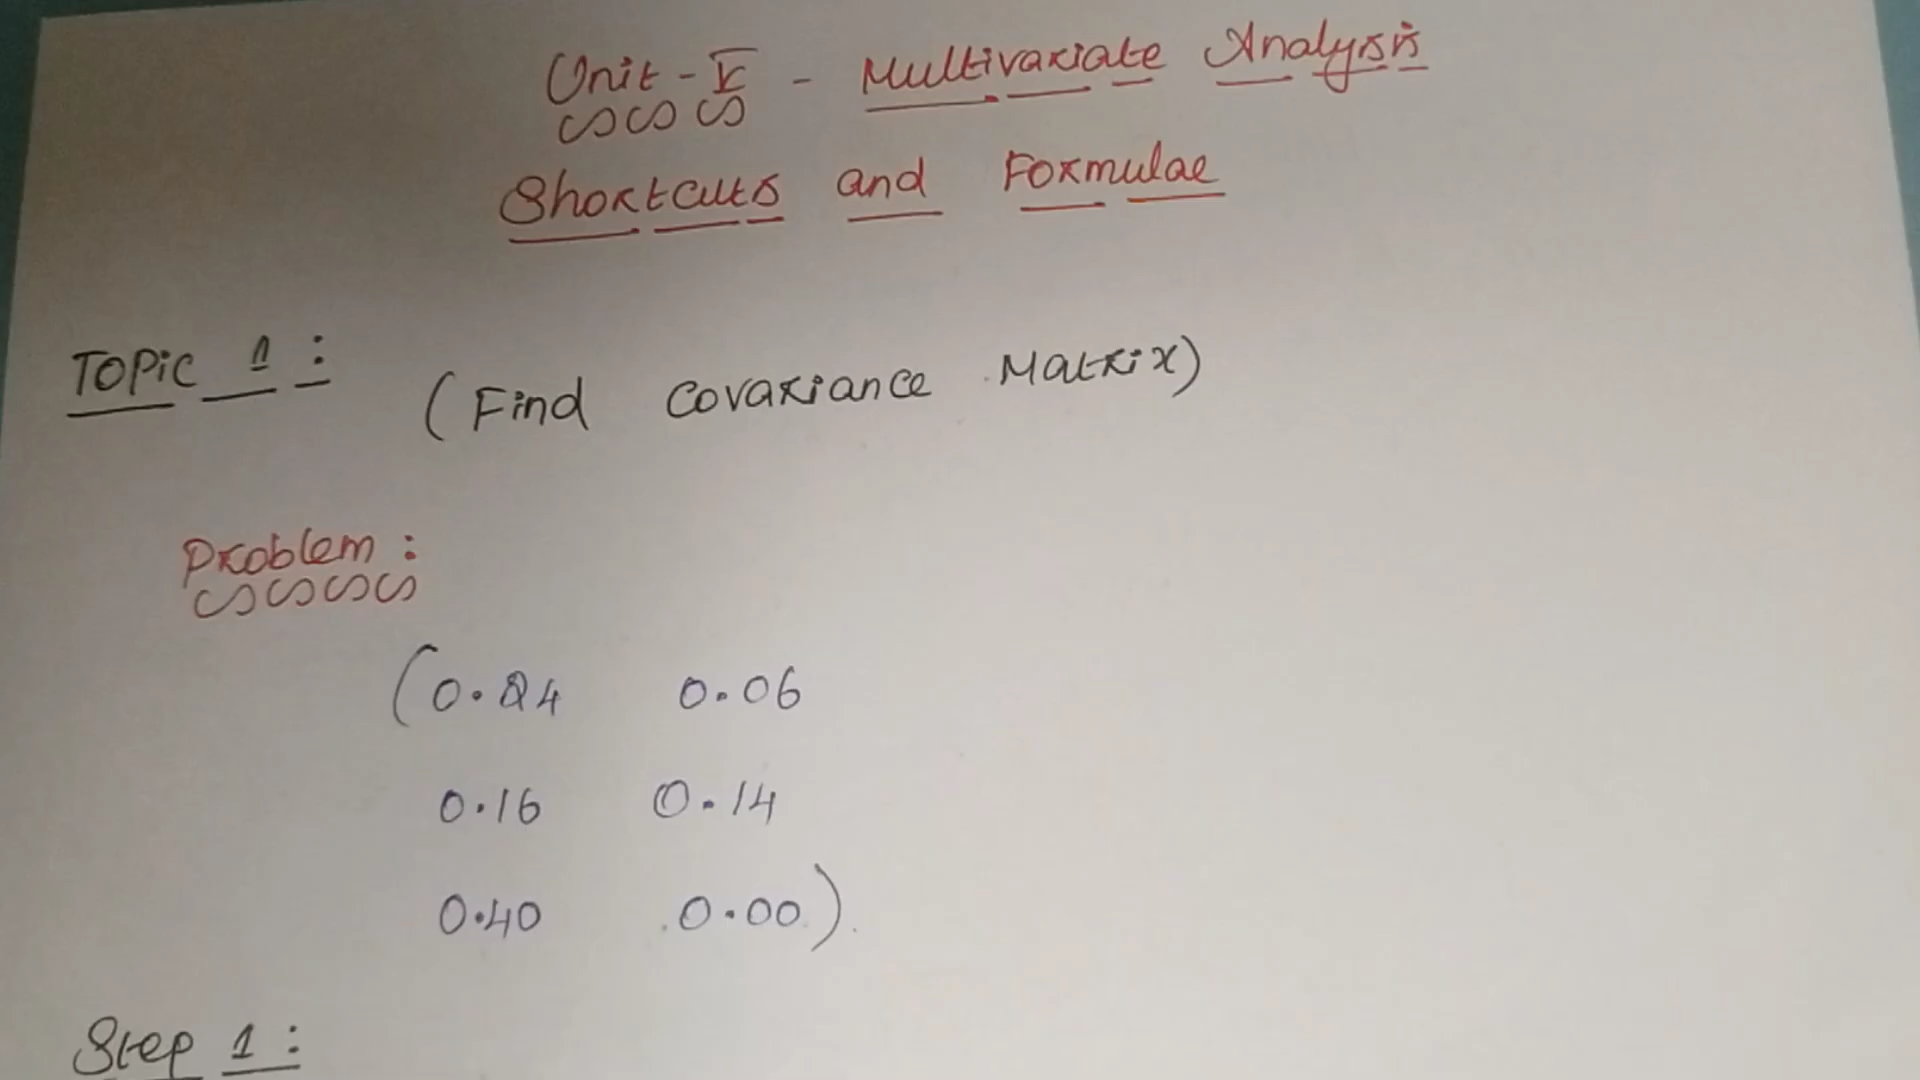 Unit - V - Multivariate Analysis
Shortcuts and Formulae
Topic 1 :
(Find covariance Matrix)
Problem :
(0.24 0.06
0.16 0.14
0.40 0.00)
Step 1 :